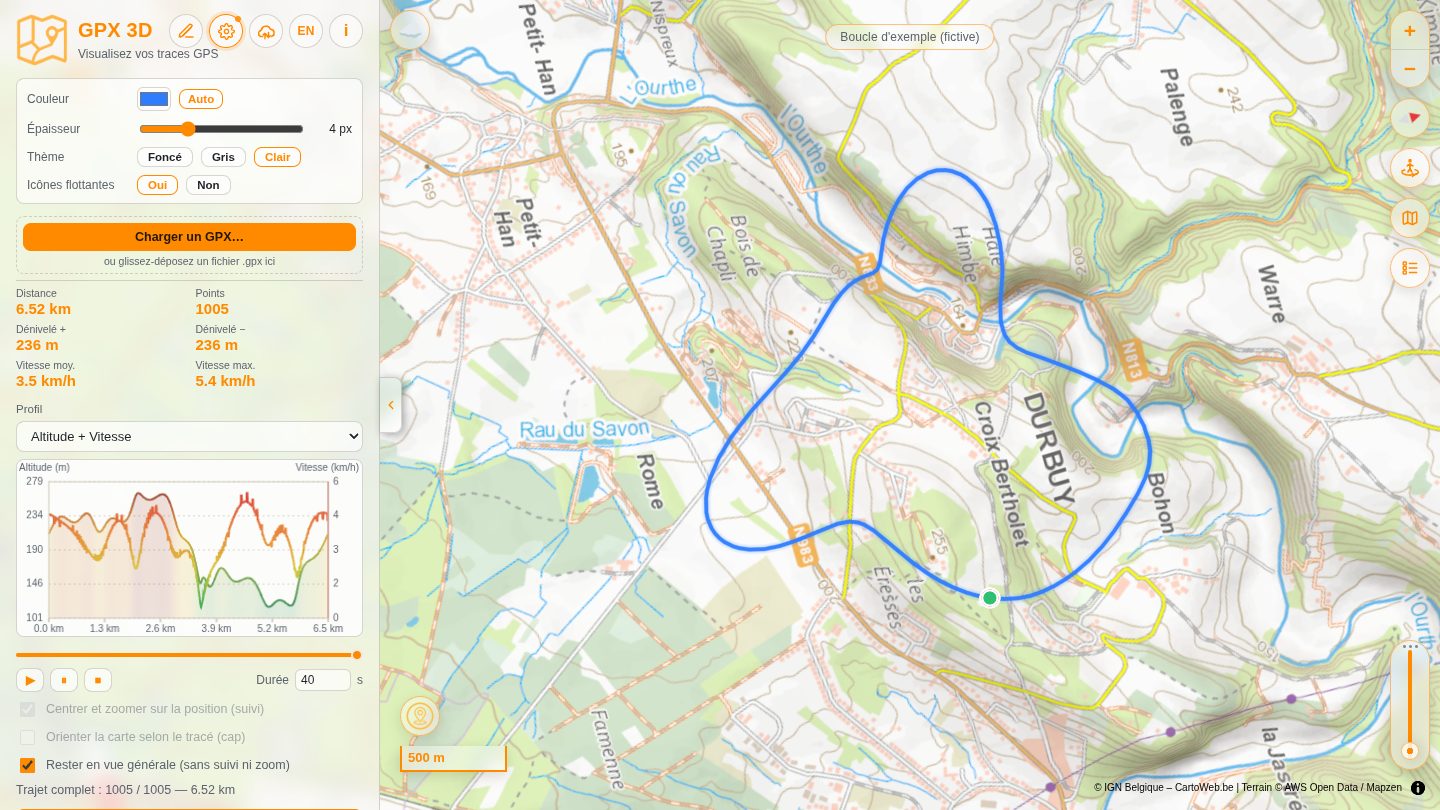 GPX 3D
EN
i
Visualisez vos traces GPS
Couleur
Auto
Épaisseur
4 px
Thème
Foncé
Gris
Clair
Icônes flottantes
Oui
Non
Charger un GPX…
ou glissez-déposez un fichier .gpx ici
Distance
6.52 km
Points
1005
Dénivelé +
236 m
Dénivelé −
236 m
Vitesse moy.
3.5 km/h
Vitesse max.
5.4 km/h
Profil
Altitude + Vitesse
Altitude (m)
Vitesse (km/h)
279
234
190
146
101
6
4
3
2
0
0.0 km
1.3 km
2.6 km
3.9 km
5.2 km
6.5 km
Durée
40
s
Centrer et zoomer sur la position (suivi)
Orienter la carte selon le tracé (cap)
Rester en vue générale (sans suivi ni zoom)
Trajet complet : 1005 / 1005 — 6.52 km
Boucle d'exemple (fictive)
Petit- Han
Nispreux
L'Ourthe
l'Ourthe
Palenge
242
195
169
Rau du Savon
Petit-
Han
Bois de
Chapli
Haie
Himbe
200
164
Warre
N833
Rau du Savon
Rome
DURBUY
Croix Bertholet
Bohon
200
255
les
Eresses
N983
Famenne
150
la Jasse
l'Ourth
500 m
© IGN Belgique – CartoWeb.be | Terrain © AWS Open Data / Mapzen